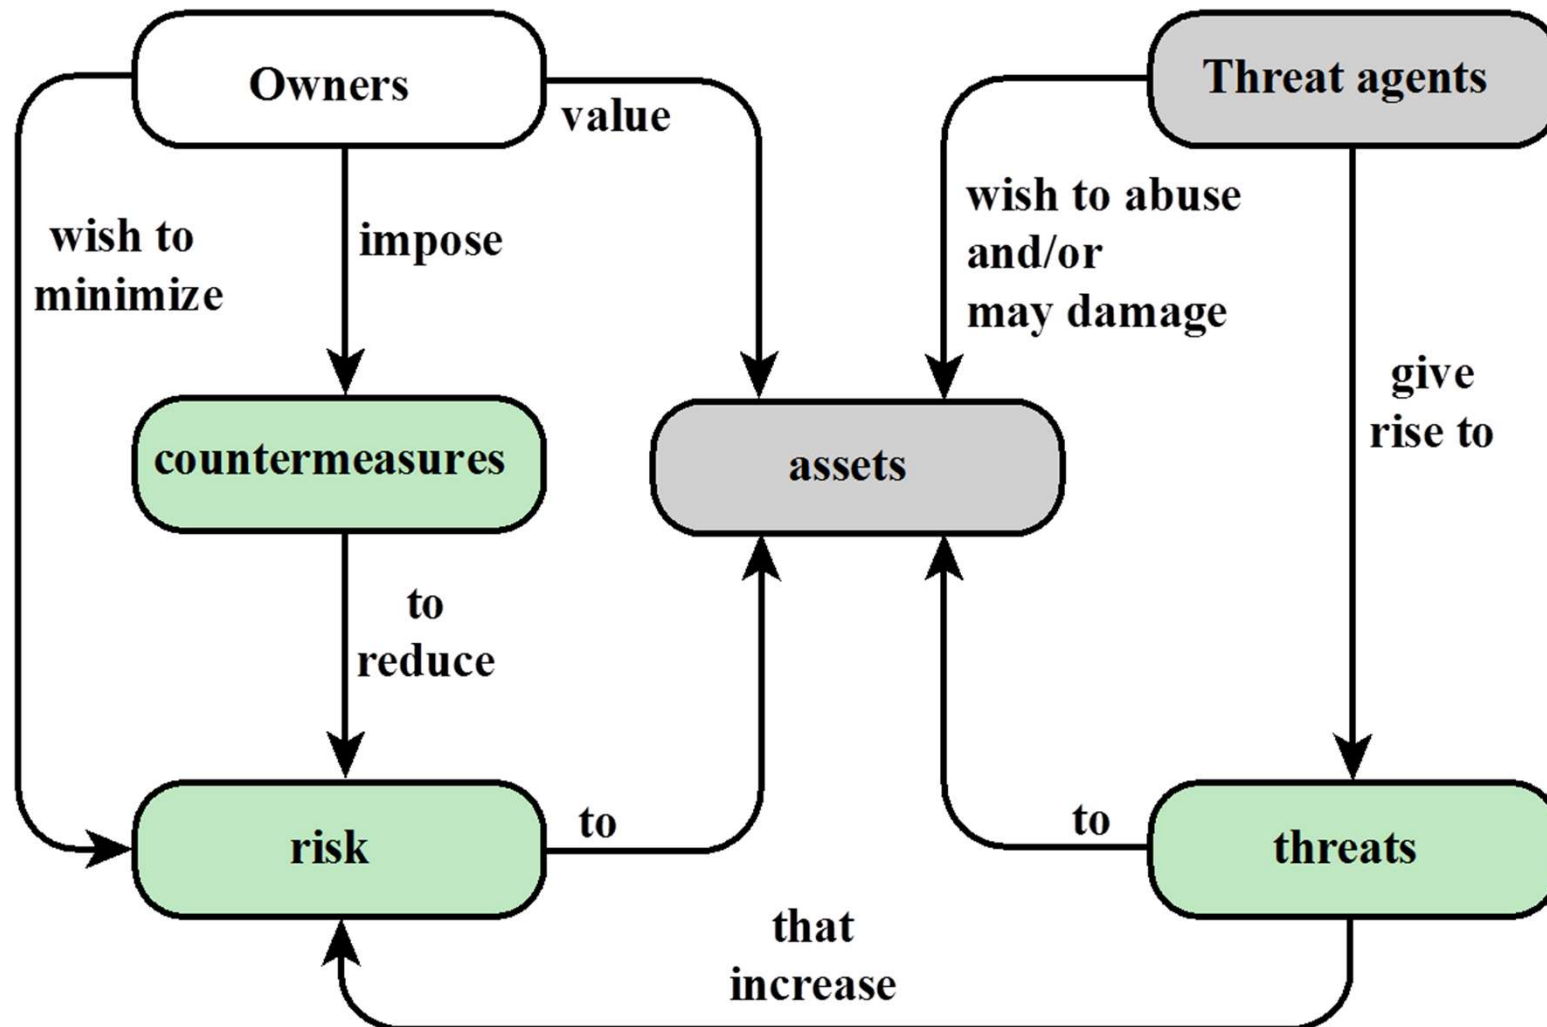 Owners
Threat agents
value
wish to abuse
and/or
may damage
wish to
minimize
impose
give
rise to
countermeasures
assets
to
reduce
risk
to
to
threats
that
increase